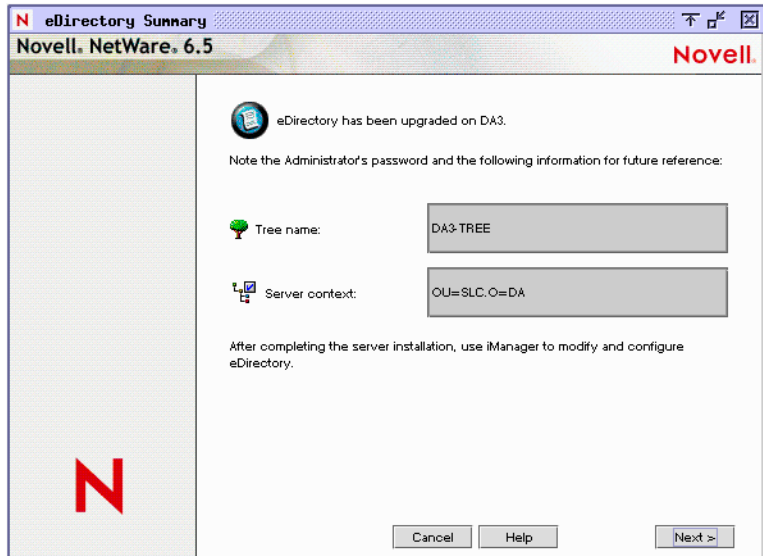 N eDirectory Summary
Novell. NetWare. 6.5
Novell.
eDirectory has been upgraded on DA3.
Note the Administrator's password and the following information for future reference:
Tree name:
DA3-TREE
Server context:
OU=SLC.O=DA
After completing the server installation, use iManager to modify and configure
eDirectory.
N
Cancel
Help
Next >